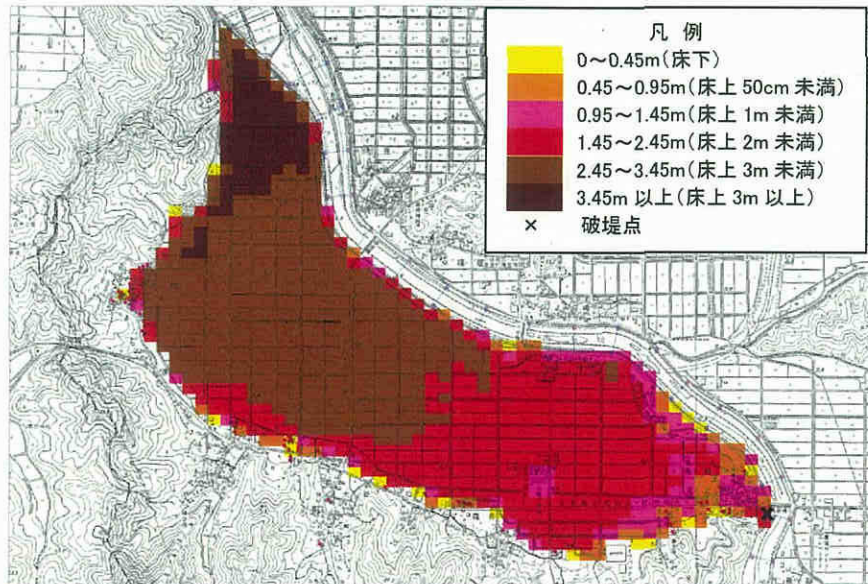 凡 例
0～0.45m(床下)
0.45～0.95m(床上 50cm 未満)
0.95～1.45m(床上 1m 未満)
1.45～2.45m(床上 2m 未満)
2.45～3.45m(床上 3m 未満)
3.45m 以上(床上 3m 以上)
× 破堤点